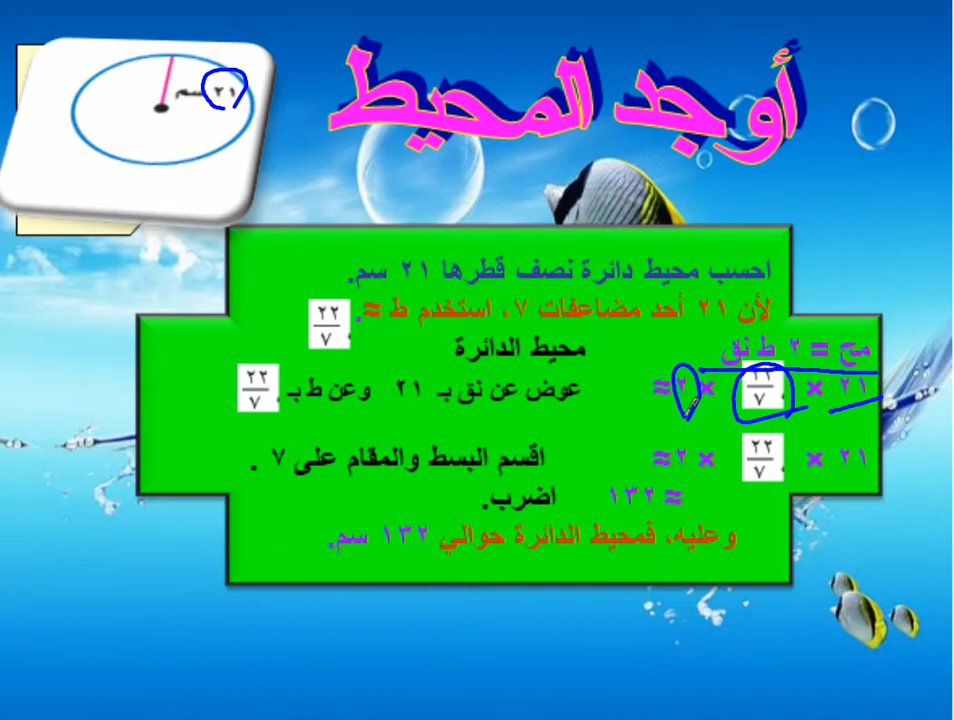 أوجد المحيط
٢١ سم
احسب محيط دائرة نصف قطرها ٢١ سم.
لأن ٢١ أحد مضاعفات ٧، استخدم ط ≈ ٢٢/٧.
مح = ٢ ط نق محيط الدائرة
٢١ × ٢٢/٧ × ٢ ≈ عوض عن نق بـ ٢١ وعن ط بـ ٢٢/٧
٢١ × ٢٢/٧ × ٢ ≈ اقسم البسط والمقام على ٧ .
≈ ١٣٢ اضرب.
وعليه، فمحيط الدائرة حوالي ١٣٢ سم.